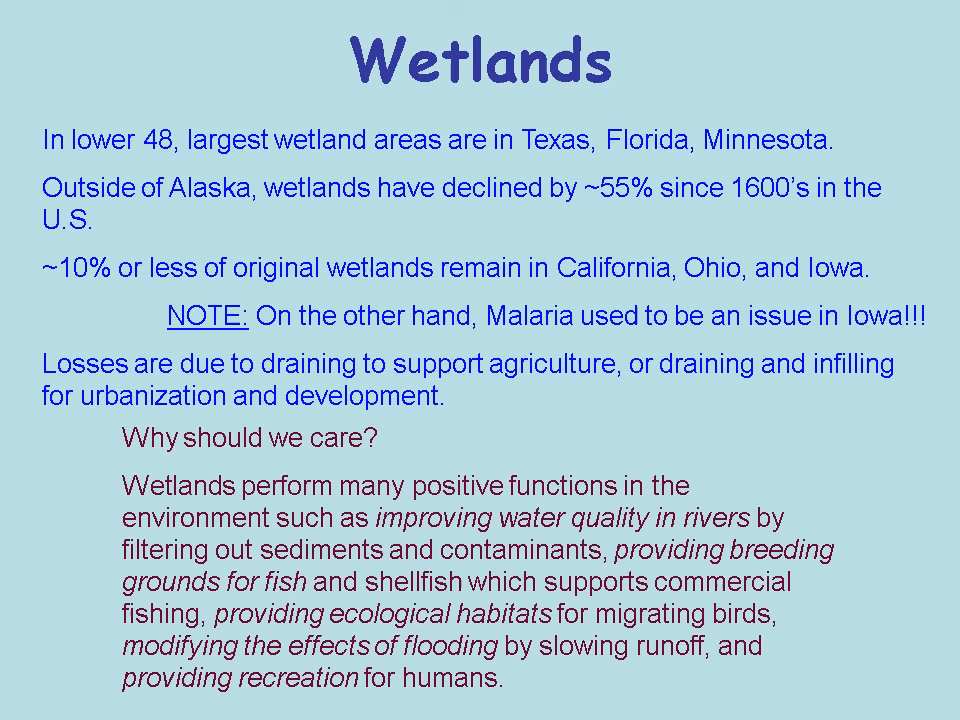 Wetlands
In lower 48, largest wetland areas are in Texas, Florida, Minnesota.
Outside of Alaska, wetlands have declined by ~55% since 1600's in the
U.S.
~10% or less of original wetlands remain in California, Ohio, and Iowa.
NOTE: On the other hand, Malaria used to be an issue in Iowa!!!
Losses are due to draining to support agriculture, or draining and infilling
for urbanization and development.
Why should we care?
Wetlands perform many positive functions in the
environment such as improving water quality in rivers by
filtering out sediments and contaminants, providing breeding
grounds for fish and shellfish which supports commercial
fishing, providing ecological habitats for migrating birds,
modifying the effects of flooding by slowing runoff, and
providing recreation for humans.